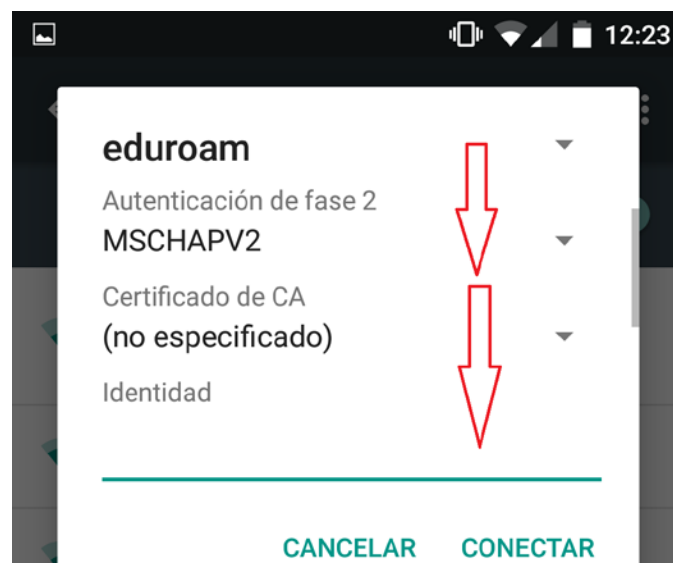 12:23
eduroam
Autenticación de fase 2
MSCHAPV2
Certificado de CA
(no especificado)
Identidad
CANCELAR CONECTAR